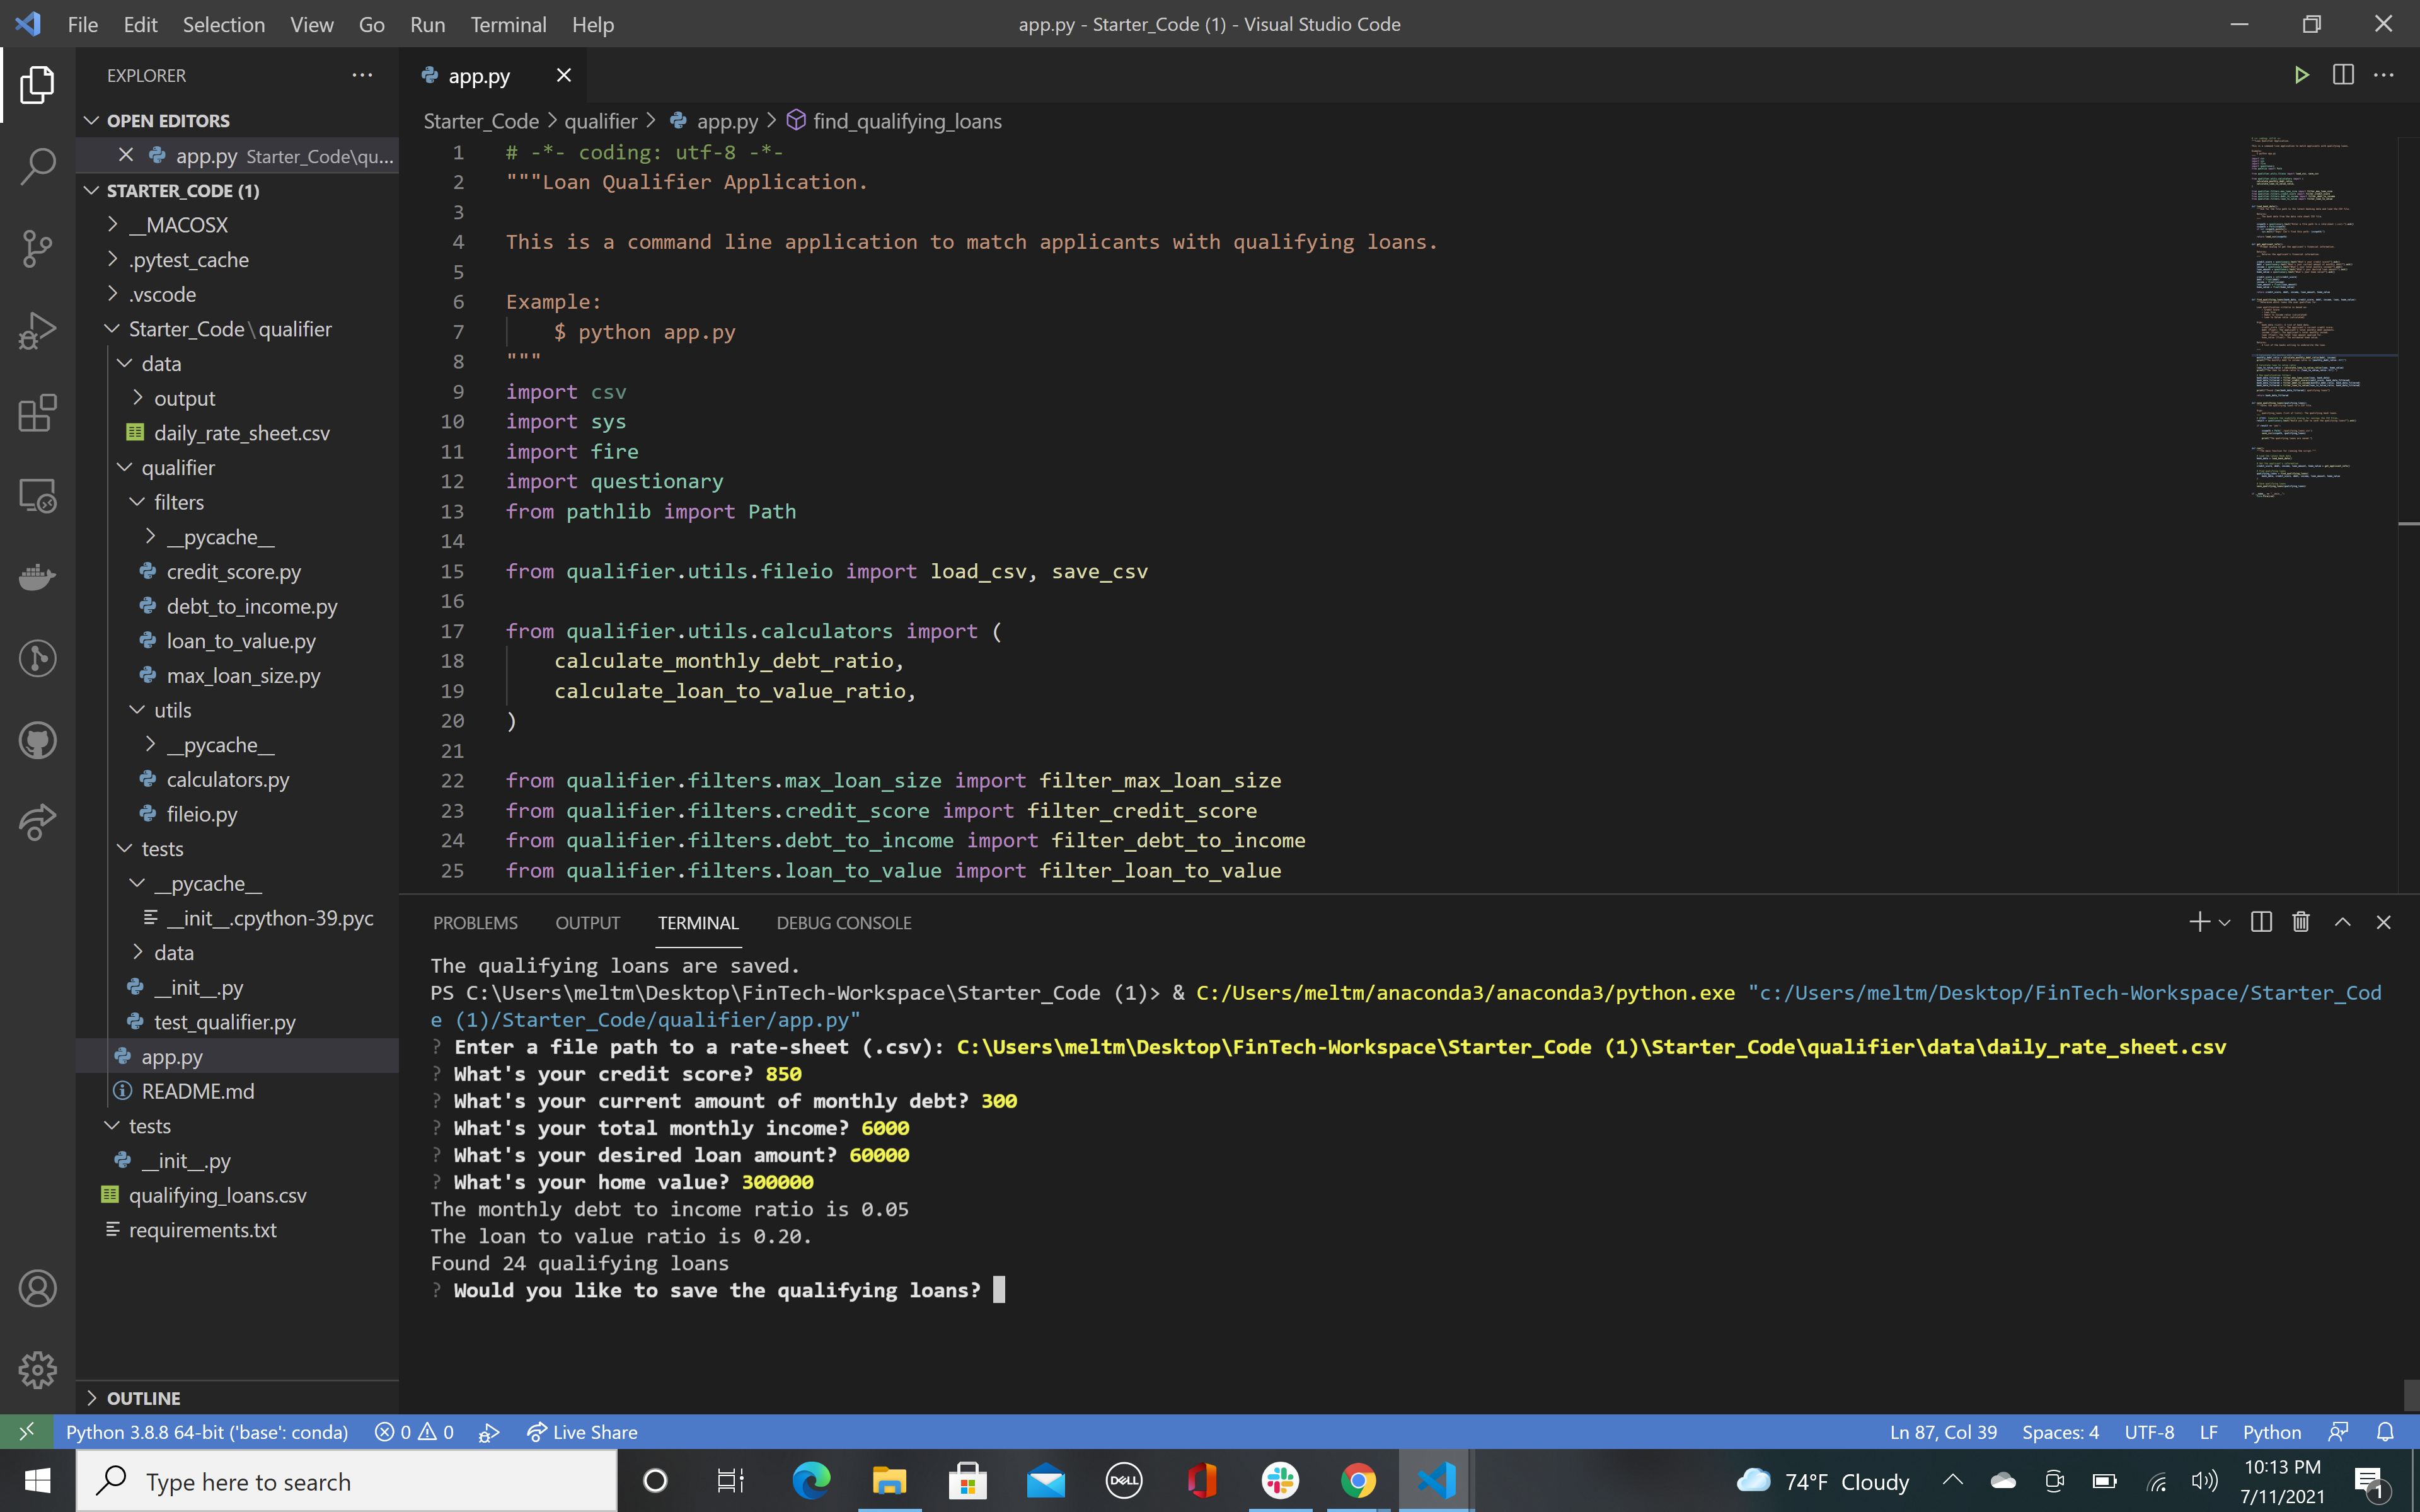 File Edit Selection View Go Run Terminal Help
app.py - Starter_Code (1) - Visual Studio Code
EXPLORER
OPEN EDITORS
app.py Starter_Code\qu...
STARTER_CODE (1)
__MACOSX
.pytest_cache
.vscode
Starter_Code\qualifier
data
output
daily_rate_sheet.csv
qualifier
filters
__pycache__
credit_score.py
debt_to_income.py
loan_to_value.py
max_loan_size.py
utils
__pycache__
calculators.py
fileio.py
tests
__pycache__
__init__.cpython-39.pyc
data
__init__.py
test_qualifier.py
app.py
README.md
tests
__init__.py
qualifying_loans.csv
requirements.txt
OUTLINE
app.py
Starter_Code > qualifier > app.py > find_qualifying_loans
1 # -*- coding: utf-8 -*-
2 """Loan Qualifier Application.
3
4 This is a command line application to match applicants with qualifying loans.
5
6 Example:
7 $ python app.py
8 """
9 import csv
10 import sys
11 import fire
12 import questionary
13 from pathlib import Path
14
15 from qualifier.utils.fileio import load_csv, save_csv
16
17 from qualifier.utils.calculators import (
18 calculate_monthly_debt_ratio,
19 calculate_loan_to_value_ratio,
20 )
21
22 from qualifier.filters.max_loan_size import filter_max_loan_size
23 from qualifier.filters.credit_score import filter_credit_score
24 from qualifier.filters.debt_to_income import filter_debt_to_income
25 from qualifier.filters.loan_to_value import filter_loan_to_value
PROBLEMS OUTPUT TERMINAL DEBUG CONSOLE
The qualifying loans are saved.
PS C:\Users\meltm\Desktop\FinTech-Workspace\Starter_Code (1)> & C:/Users/meltm/anaconda3/anaconda3/python.exe "c:/Users/meltm/Desktop/FinTech-Workspace/Starter_Cod
e (1)/Starter_Code/qualifier/app.py"
? Enter a file path to a rate-sheet (.csv): C:\Users\meltm\Desktop\FinTech-Workspace\Starter_Code (1)\Starter_Code\qualifier\data\daily_rate_sheet.csv
? What's your credit score? 850
? What's your current amount of monthly debt? 300
? What's your total monthly income? 6000
? What's your desired loan amount? 60000
? What's your home value? 300000
The monthly debt to income ratio is 0.05
The loan to value ratio is 0.20.
Found 24 qualifying loans
? Would you like to save the qualifying loans?
Python 3.8.8 64-bit ('base': conda) 0 0 Live Share
Ln 87, Col 39 Spaces: 4 UTF-8 LF Python
Type here to search
DELL
74°F Cloudy
10:13 PM
7/11/2021
1